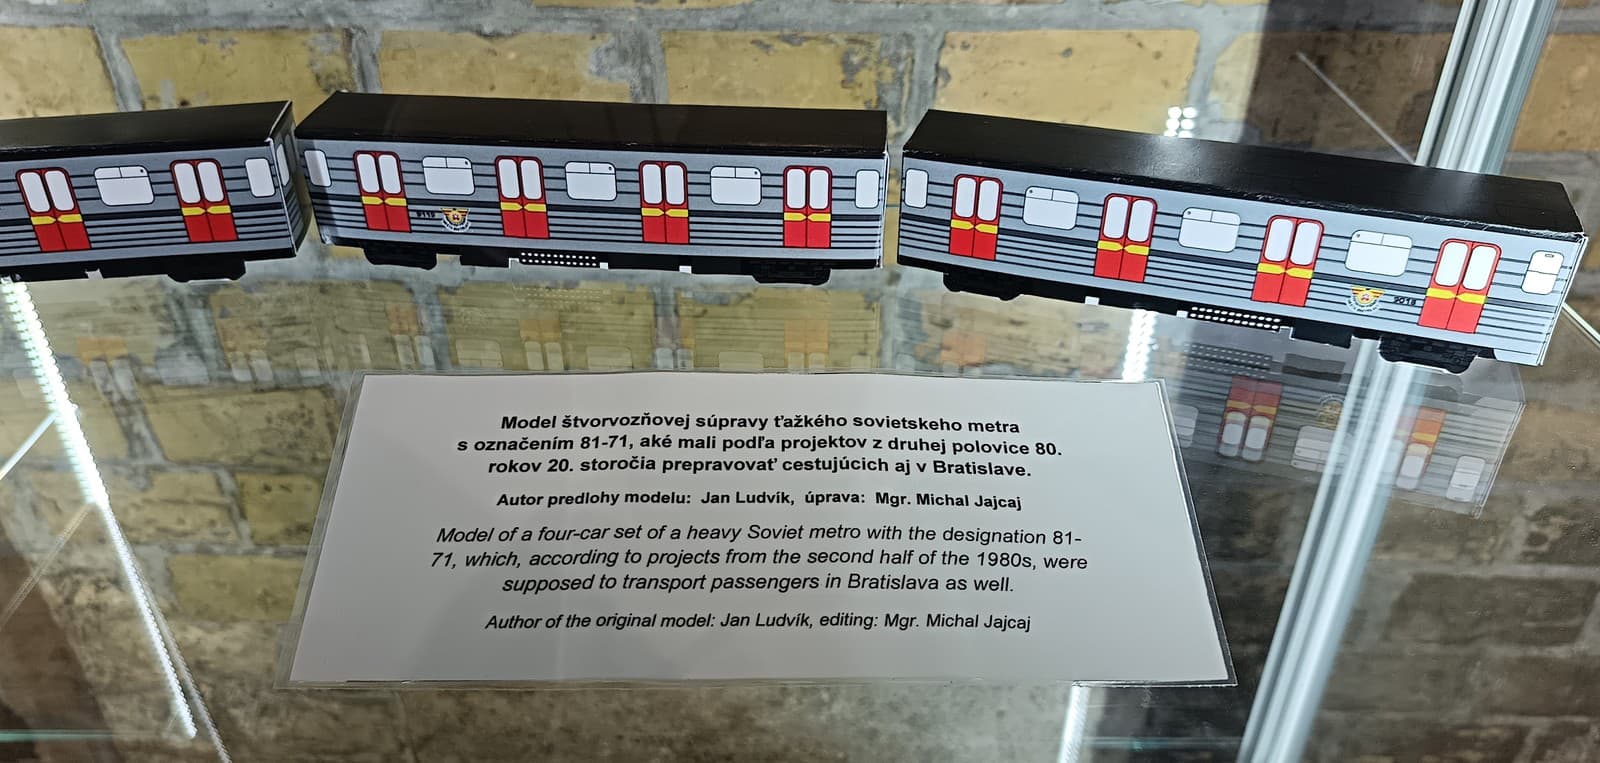 9119
9018
Model štvorvozňovej súpravy ťažkého sovietskeho metra
s označením 81-71, aké mali podľa projektov z druhej polovice 80.
rokov 20. storočia prepravovať cestujúcich aj v Bratislave.
Autor predlohy modelu: Jan Ludvík, úprava: Mgr. Michal Jajcaj
Model of a four-car set of a heavy Soviet metro with the designation 81-
71, which, according to projects from the second half of the 1980s, were
supposed to transport passengers in Bratislava as well.
Author of the original model: Jan Ludvík, editing: Mgr. Michal Jajcaj